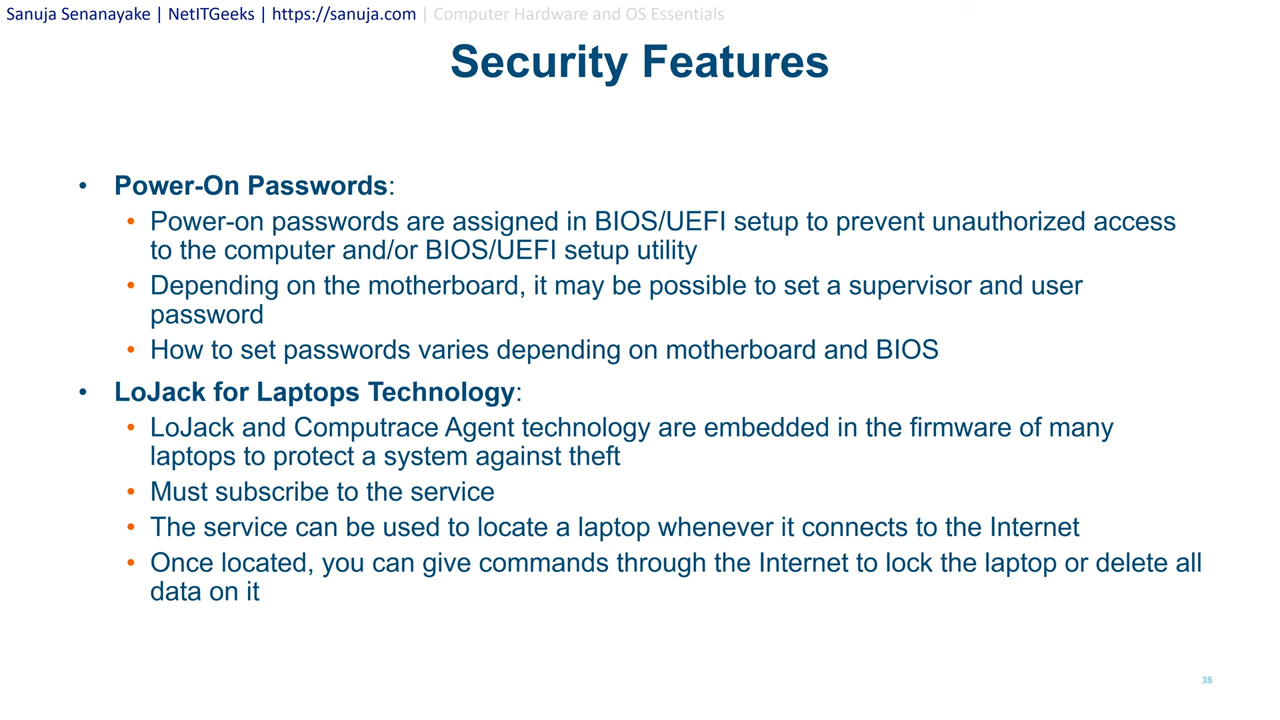 Sanuja Senanayake | NetITGeeks | https://sanuja.com | Computer Hardware and OS Essentials
Security Features
• Power-On Passwords:
• Power-on passwords are assigned in BIOS/UEFI setup to prevent unauthorized access
to the computer and/or BIOS/UEFI setup utility
• Depending on the motherboard, it may be possible to set a supervisor and user
password
• How to set passwords varies depending on motherboard and BIOS
• LoJack for Laptops Technology:
• LoJack and Computrace Agent technology are embedded in the firmware of many
laptops to protect a system against theft
• Must subscribe to the service
• The service can be used to locate a laptop whenever it connects to the Internet
• Once located, you can give commands through the Internet to lock the laptop or delete all
data on it
38